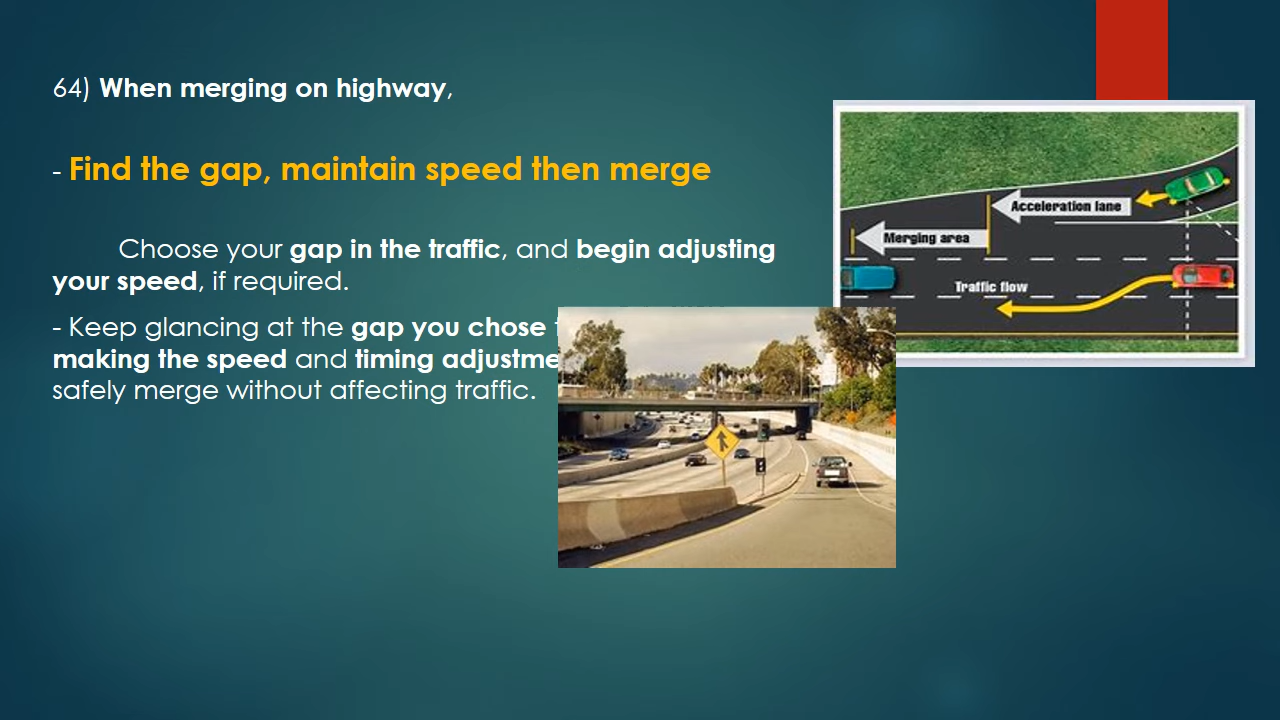 64) When merging on highway,
- Find the gap, maintain speed then merge
Choose your gap in the traffic, and begin adjusting
your speed, if required.
- Keep glancing at the gap you chose
making the speed and timing
safely merge without affecting traffic.
Acceleration lane
Merging area
Traffic flow